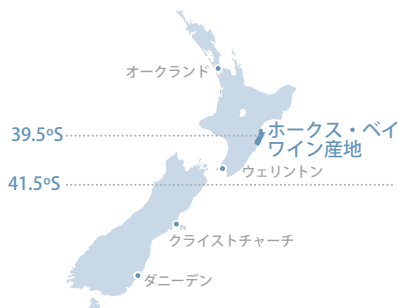 オークランド
39.5ºS
ホークス・ベイ
ワイン産地
ウェリントン
41.5ºS
クライストチャーチ
ダニーデン